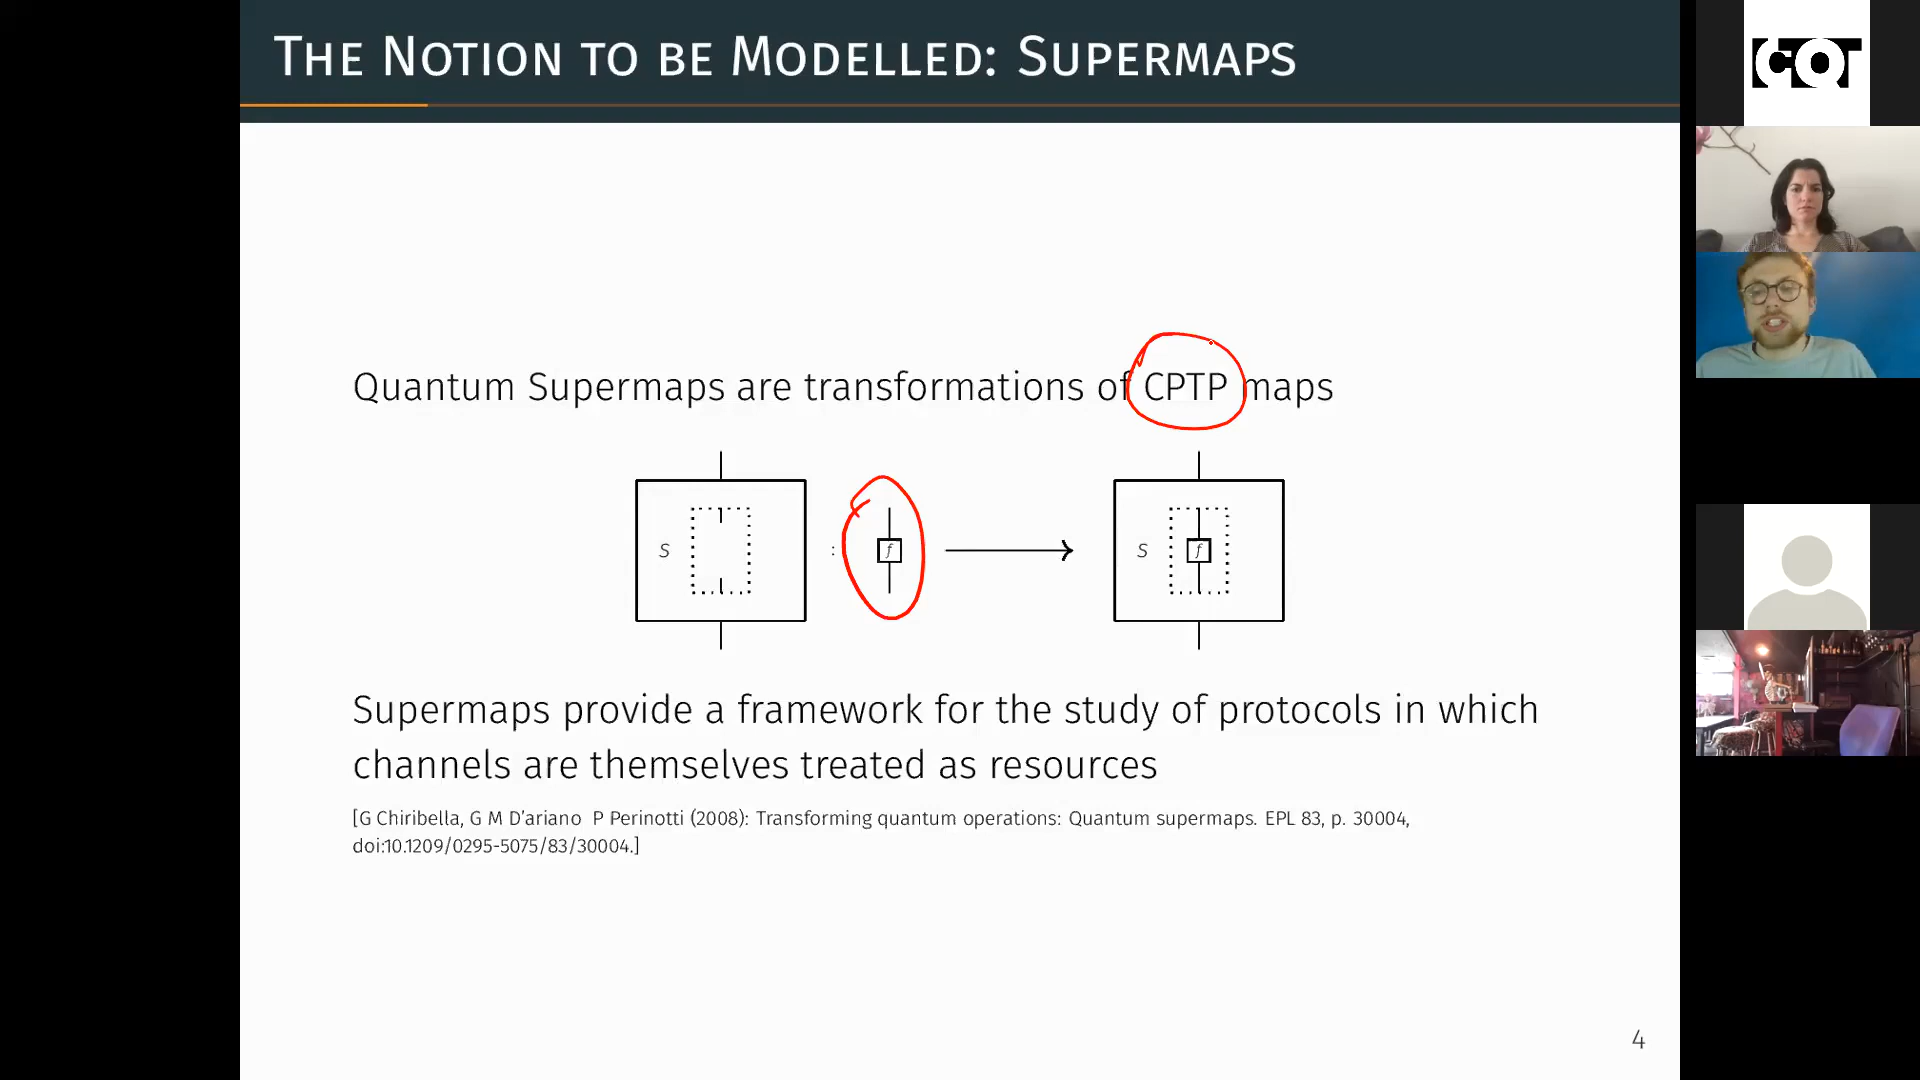 THE NOTION TO BE MODELLED: SUPERMAPS
CQT
Quantum Supermaps are transformations of CPTP maps
S : f S f
Supermaps provide a framework for the study of protocols in which
channels are themselves treated as resources
[G Chiribella, G M D'ariano P Perinotti (2008): Transforming quantum operations: Quantum supermaps. EPL 83, p. 30004,
doi:10.1209/0295-5075/83/30004.]
4